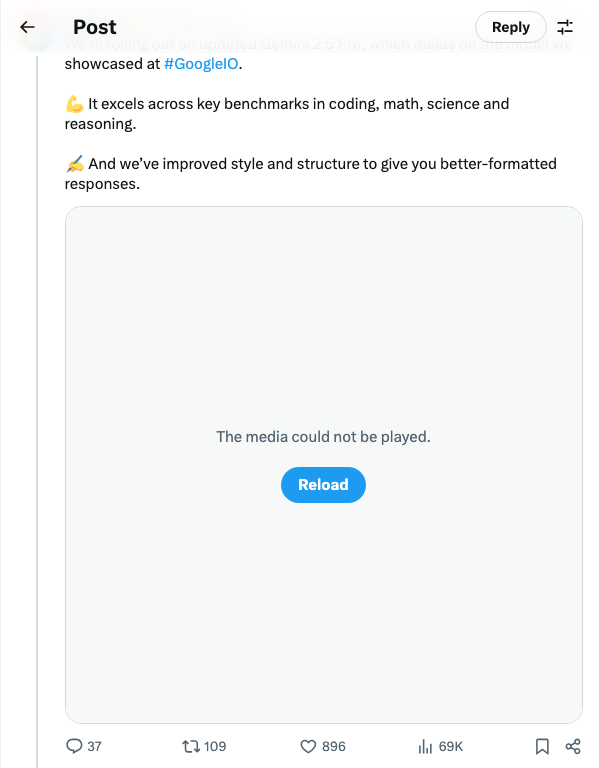 Post
Reply
We're rolling out an updated Gemini 2.5 Pro, which builds on the model we
showcased at #GoogleIO.
💪 It excels across key benchmarks in coding, math, science and
reasoning.
✍️ And we’ve improved style and structure to give you better-formatted
responses.
The media could not be played.
Reload
37
109
896
69K